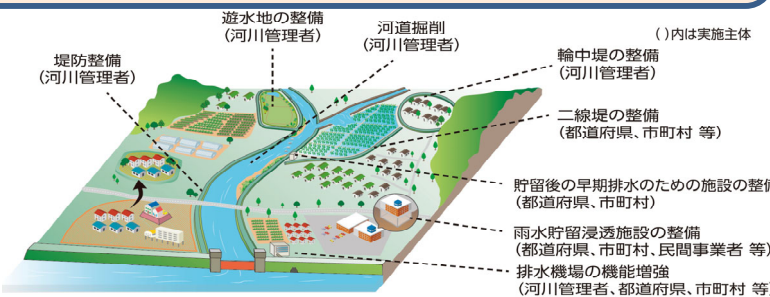 遊水地の整備
(河川管理者)
河道掘削
(河川管理者)
( )内は実施主体
堤防整備
(河川管理者)
輪中堤の整備
(河川管理者)
二線堤の整備
(都道府県、市町村 等)
貯留後の早期排水のための施設の整備
(都道府県、市町村)
雨水貯留浸透施設の整備
(都道府県、市町村、民間事業者 等)
排水機場の機能増強
(河川管理者、都道府県、市町村 等)